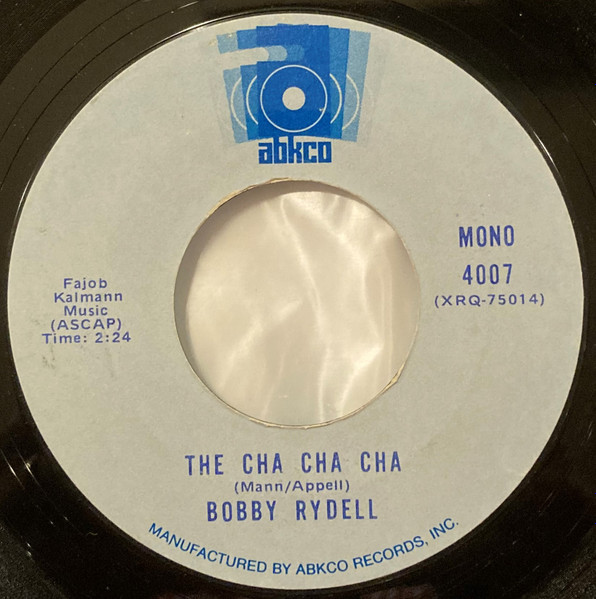 abkco
MONO
4007
(XRQ-75014)
Fajob
Kalmann
Music
(ASCAP)
Time: 2:24
THE CHA CHA CHA
(Mann/Appell)
BOBBY RYDELL
MANUFACTURED BY ABKCO RECORDS, INC.